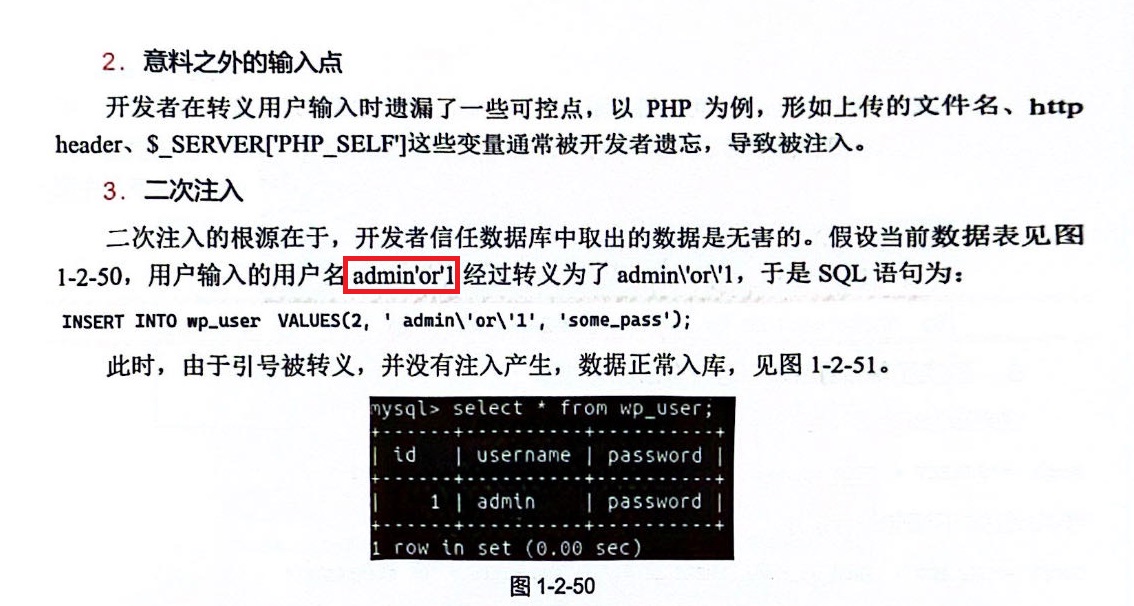 2. 意料之外的输入点
开发者在转义用户输入时遗漏了一些可控点，以 PHP 为例，形如上传的文件名、http
header、$_SERVER['PHP_SELF']这些变量通常被开发者遗忘，导致被注入。
3. 二次注入
二次注入的根源在于，开发者信任数据库中取出的数据是无害的。假设当前数据表见图
1-2-50，用户输入的用户名 admin'or'1 经过转义为了 admin\'or\'1，于是 SQL 语句为：
INSERT INTO wp_user VALUES(2, ' admin\'or\'1', 'some_pass');
此时，由于引号被转义，并没有注入产生，数据正常入库，见图 1-2-51。
mysql> select * from wp_user;
+------+----------+----------+
| id | username | password |
+------+----------+----------+
| 1 | admin | password |
+------+----------+----------+
1 row in set (0.00 sec)
图 1-2-50